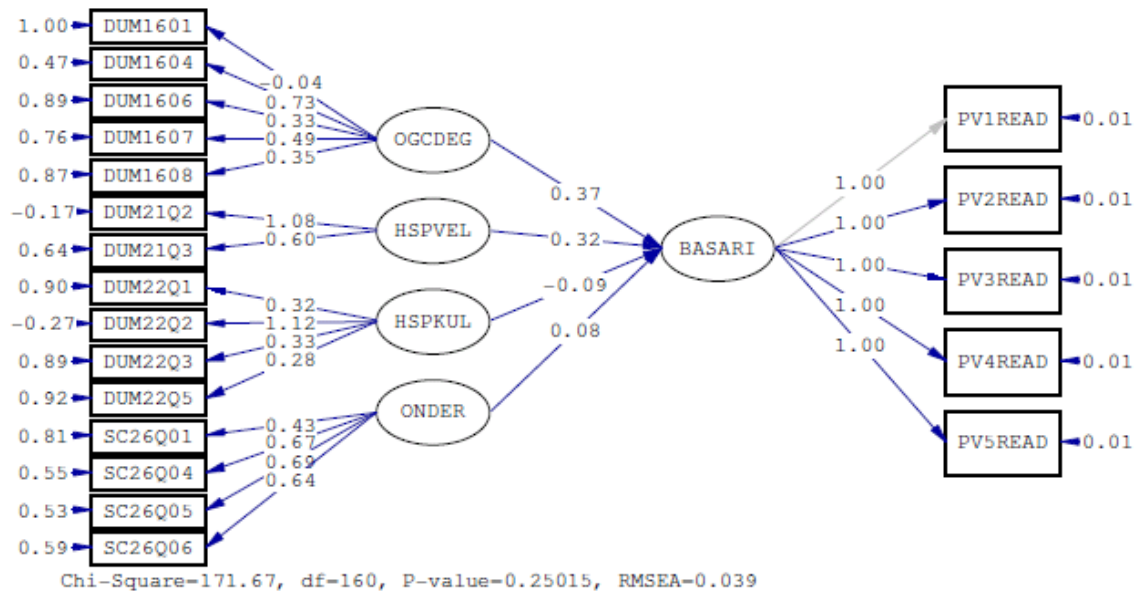 1.00 DUM1601
0.47 DUM1604
0.89 DUM1606
0.76 DUM1607
0.87 DUM1608
-0.17 DUM21Q2
0.64 DUM21Q3
0.90 DUM22Q1
-0.27 DUM22Q2
0.89 DUM22Q3
0.92 DUM22Q5
0.81 SC26Q01
0.55 SC26Q04
0.53 SC26Q05
0.59 SC26Q06
-0.04
0.73
0.33
0.49
0.35
1.08
0.60
0.32
1.12
0.33
0.28
0.43
0.67
0.69
0.64
OGCDEG
HSPVEL
HSPKUL
ONDER
0.37
0.32
-0.09
0.08
BASARI
1.00
1.00
1.00
1.00
1.00
PV1READ 0.01
PV2READ 0.01
PV3READ 0.01
PV4READ 0.01
PV5READ 0.01
Chi-Square=171.67, df=160, P-value=0.25015, RMSEA=0.039